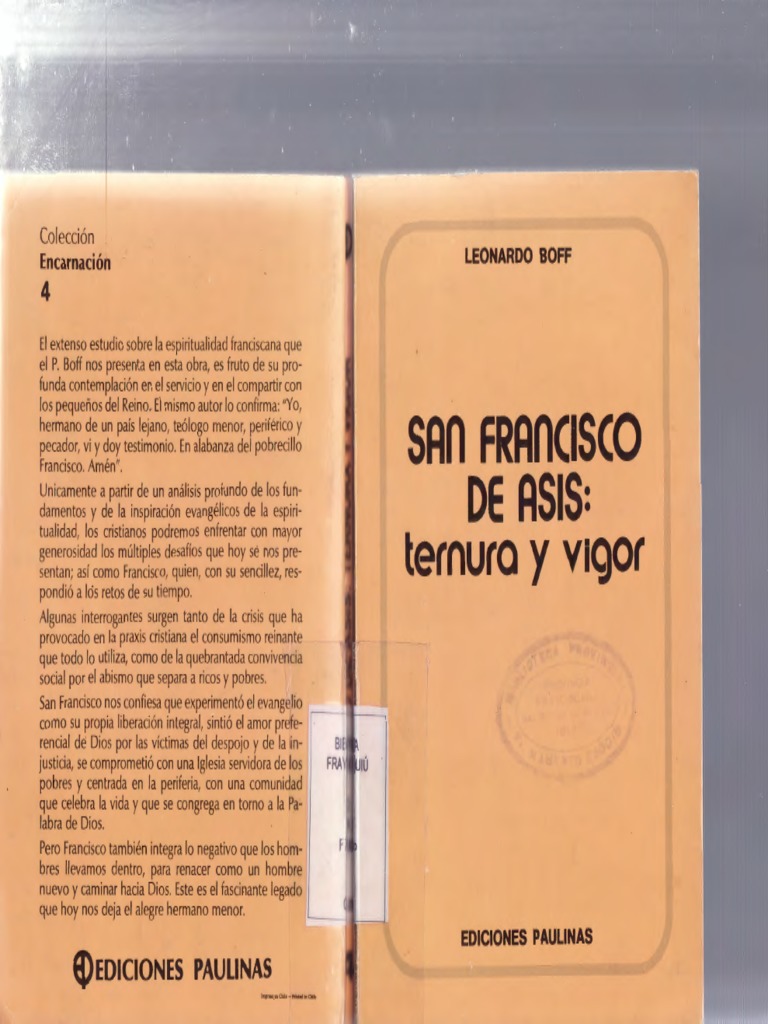 Colección
Encarnación
4
El extenso estudio sobre la espiritualidad franciscana que
el P. Boff nos presenta en esta obra, es fruto de su pro-
funda contemplación en el servicio y en el compartir con
los pequeños del Reino. El mismo autor lo confirma: "Yo,
hermano de un país lejano, teólogo menor, periférico y
pecador, vi y doy testimonio. En alabanza del pobrecillo
Francisco. Amén".
Unicamente a partir de un análisis profundo de los fun-
damentos y de la inspiración evangélicos de la espiri-
tualidad, los cristianos podremos enfrentar con mayor
generosidad los múltiples desafíos que hoy se nos pre-
sentan; así como Francisco, quien, con su sencillez, res-
pondió a los retos de su tiempo.
Algunas interrogantes surgen tanto de la crisis que ha
provocado en la praxis cristiana el consumismo reinante
que todo lo utiliza, como de la quebrantada convivencia
social por el abismo que separa a ricos y pobres.
San Francisco nos confiesa que experimentó el evangelio
como su propia liberación integral, sintió el amor prefe-
rencial de Dios por las víctimas del despojo y de la in-
justicia, se comprometió con una Iglesia servidora de los
pobres y centrada en la periferia, con una comunidad
que celebra la vida y que se congrega en torno a la Pa-
labra de Dios.
Pero Francisco también integra lo negativo que los hom-
bres llevamos dentro, para renacer como un hombre
nuevo y caminar hacia Dios. Este es el fascinante legado
que hoy nos deja el alegre hermano menor.
EDICIONES PAULINAS
LEONARDO BOFF
SAN FRANCISCO
DE ASIS:
ternura y vigor
BIBLIOTECA
EDICIONES PAULINAS